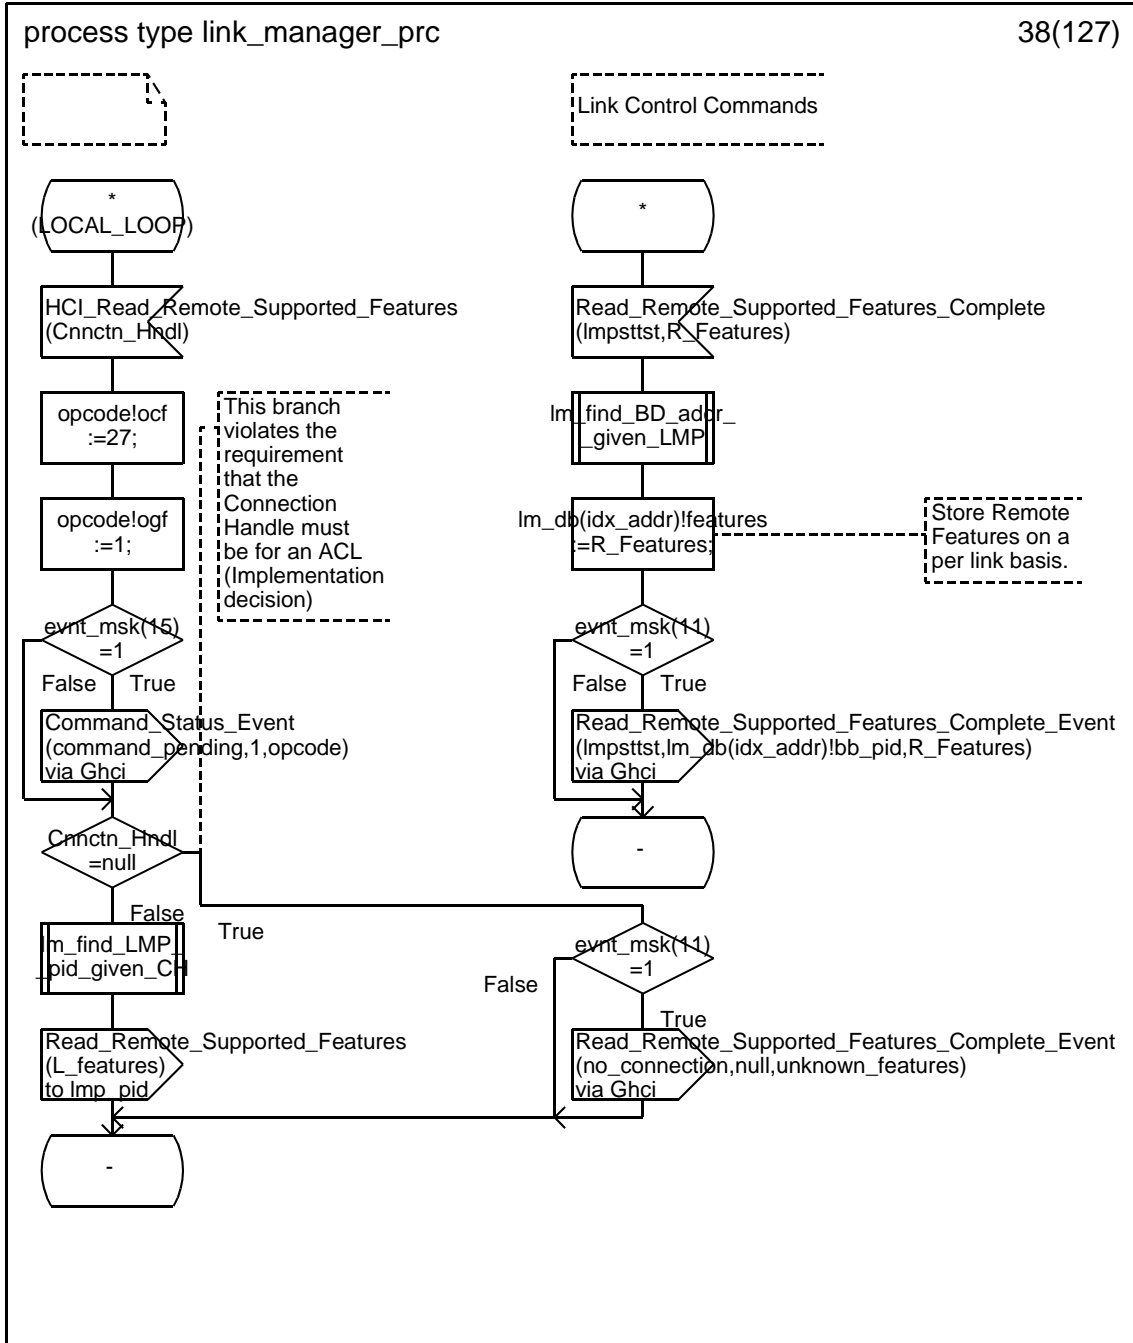 process type link_manager_prc
38(127)
Link Control Commands
*
(LOCAL_LOOP)
HCI_Read_Remote_Supported_Features
(Cnnctn_Hndl)
opcode!ocf
:=27;
This branch
violates the
requirement
that the
Connection
Handle must
be for an ACL
(Implementation
decision)
opcode!ogf
:=1;
evnt_msk(15)
=1
False
True
Command_Status_Event
(command_pending,1,opcode)
via Ghci
Cnnctn_Hndl
=null
False
True
lm_find_LMP_
_pid_given_CH
Read_Remote_Supported_Features
(L_features)
to lmp_pid
-
*
Read_Remote_Supported_Features_Complete
(lmpsttst,R_Features)
lm_find_BD_addr_
_given_LMP
lm_db(idx_addr)!features
:=R_Features;
Store Remote
Features on a
per link basis.
evnt_msk(11)
=1
False
True
Read_Remote_Supported_Features_Complete_Event
(lmpsttst,lm_db(idx_addr)!bb_pid,R_Features)
via Ghci
-
evnt_msk(11)
=1
False
True
Read_Remote_Supported_Features_Complete_Event
(no_connection,null,unknown_features)
via Ghci